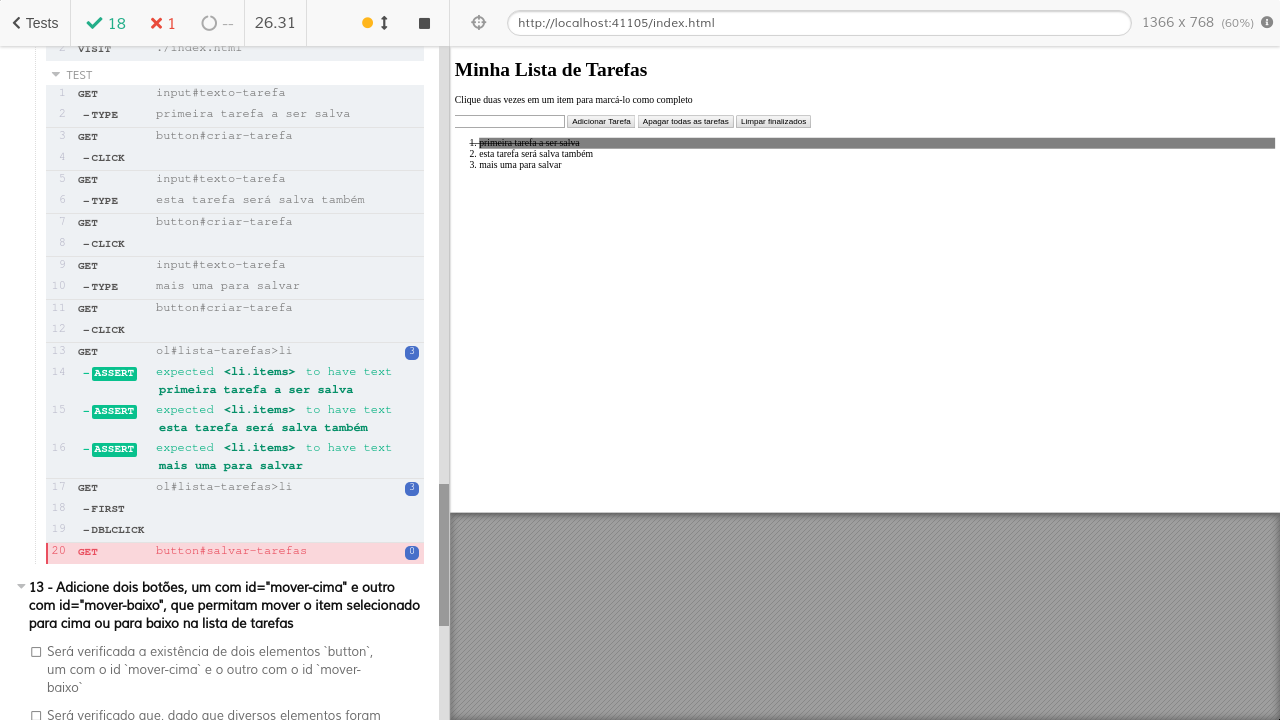 Tests 18 1 -- 26.31 http://localhost:41105/index.html 1366 x 768 (60%)
2 VISIT ./index.html
TEST
1 GET input#texto-tarefa
2 -TYPE primeira tarefa a ser salva
3 GET button#criar-tarefa
4 -CLICK
5 GET input#texto-tarefa
6 -TYPE esta tarefa será salva também
7 GET button#criar-tarefa
8 -CLICK
9 GET input#texto-tarefa
10 -TYPE mais uma para salvar
11 GET button#criar-tarefa
12 -CLICK
13 GET ol#lista-tarefas>li 3
14 -ASSERT expected <li.items> to have text
primeira tarefa a ser salva
15 -ASSERT expected <li.items> to have text
esta tarefa será salva também
16 -ASSERT expected <li.items> to have text
mais uma para salvar
17 GET ol#lista-tarefas>li 3
18 -FIRST
19 -DBLCLICK
20 GET button#salvar-tarefas 0
13 - Adicione dois botões, um com id="mover-cima" e outro
com id="mover-baixo", que permitam mover o item selecionado
para cima ou para baixo na lista de tarefas
Será verificada a existência de dois elementos `button`,
um com o id `mover-cima` e o outro com o id `mover-
baixo`
Será verificado que, dado que diversos elementos foram
Minha Lista de Tarefas
Clique duas vezes em um item para marcá-lo como completo
Adicionar Tarefa Apagar todas as tarefas Limpar finalizados
1. primeira tarefa a ser salva
2. esta tarefa será salva também
3. mais uma para salvar